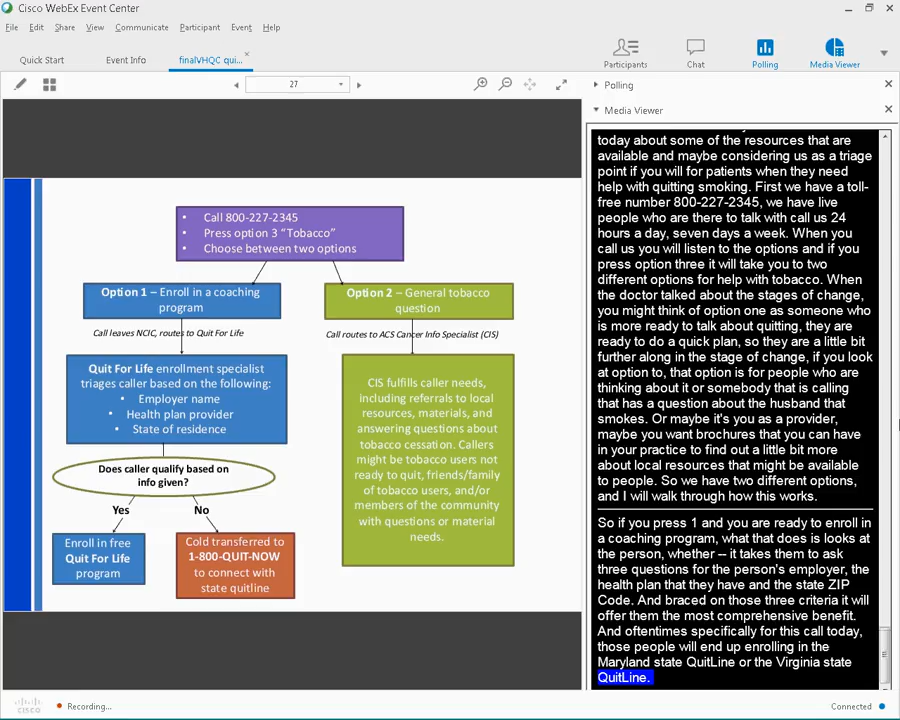 Cisco WebEx Event Center
File Edit Share View Communicate Participant Event Help
Quick Start Event Info finalVHQC qui...
Participants Chat Polling Media Viewer
27
Polling
Media Viewer
• Call 800-227-2345
• Press option 3 “Tobacco”
• Choose between two options
Option 1 – Enroll in a coaching
program
Call leaves NCIC, routes to Quit For Life
Quit For Life enrollment specialist
triages caller based on the following:
• Employer name
• Health plan provider
• State of residence
Does caller qualify based on
info given?
Yes No
Enroll in free
Quit For Life
program
Cold transferred to
1-800-QUIT-NOW
to connect with
state quitline
Option 2 – General tobacco
question
Call routes to ACS Cancer Info Specialist (CIS)
CIS fulfills caller needs,
including referrals to local
resources, materials, and
answering questions about
tobacco cessation. Callers
might be tobacco users not
ready to quit, friends/family
of tobacco users, and/or
members of the community
with questions or material
needs.
today about some of the resources that are
available and maybe considering us as a triage
point if you will for patients when they need
help with quitting smoking. First we have a toll-
free number 800-227-2345, we have live
people who are there to talk with call us 24
hours a day, seven days a week. When you
call us you will listen to the options and if you
press option three it will take you to two
different options for help with tobacco. When
the doctor talked about the stages of change,
you might think of option one as someone who
is more ready to talk about quitting, they are
ready to do a quick plan, so they are a little bit
further along in the stage of change, if you look
at option to, that option is for people who are
thinking about it or somebody that is calling
that has a question about the husband that
smokes. Or maybe it's you as a provider,
maybe you want brochures that you can have
in your practice to find out a little bit more
about local resources that might be available
to people. So we have two different options,
and I will walk through how this works.
So if you press 1 and you are ready to enroll in
a coaching program, what that does is looks at
the person, whether -- it takes them to ask
three questions for the person's employer, the
health plan that they have and the state ZIP
Code. And braced on those three criteria it will
offer them the most comprehensive benefit.
And oftentimes specifically for this call today,
those people will end up enrolling in the
Maryland state QuitLine or the Virginia state
QuitLine.
cisco
Recording...
Connected